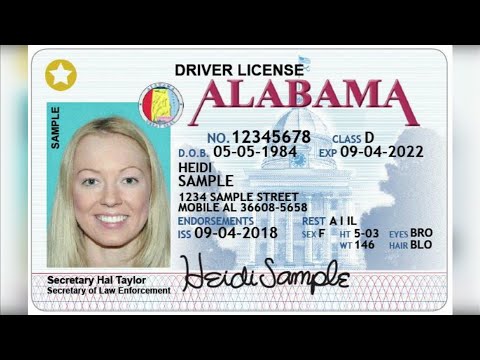 DRIVER LICENSE
ALABAMA
SAMPLE
NO. 12345678 CLASS D
D.O.B. 05-05-1984 EXP 09-04-2022
HEIDI
SAMPLE
1234 SAMPLE STREET
MOBILE AL 36608-5658
ENDORSEMENTS REST A I IL
ISS 09-04-2018 SEX F HT 5-03 EYES BRO
WT 146 HAIR BLO
Secretary Hal Taylor
Secretary of Law Enforcement
Heidi Sample